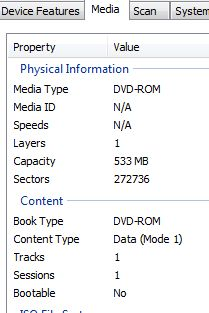 Device Features Media Scan System
Property Value
Physical Information
Media Type DVD-ROM
Media ID N/A
Speeds N/A
Layers 1
Capacity 533 MB
Sectors 272736
Content
Book Type DVD-ROM
Content Type Data (Mode 1)
Tracks 1
Sessions 1
Bootable No